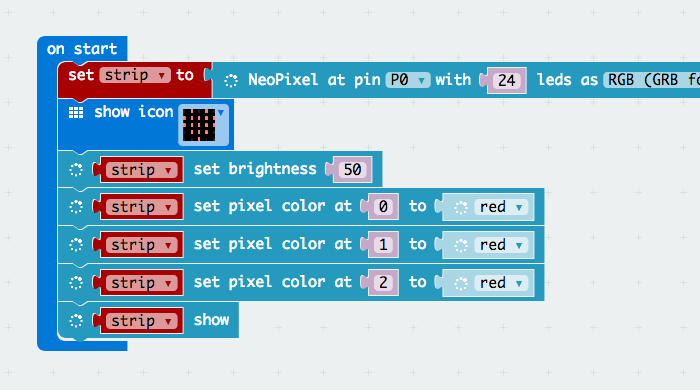 on start
set strip ▾ to NeoPixel at pin P0 ▾ with 24 leds as RGB (GRB fo
show icon
strip ▾ set brightness 50
strip ▾ set pixel color at 0 to red ▾
strip ▾ set pixel color at 1 to red ▾
strip ▾ set pixel color at 2 to red ▾
strip ▾ show